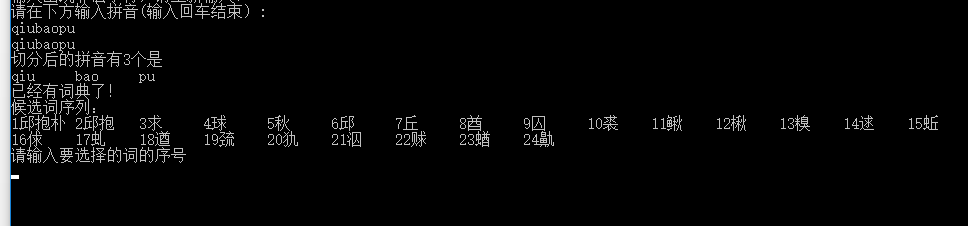 请在下方输入拼音(输入回车结束):
qiubaopu
qiubaopu
切分后的拼音有3个是
qiu bao pu
已经有词典了!
候选词序列:
1邱抱朴 2邱抱 3求 4球 5秋 6邱 7丘 8酋 9囚 10裘 11鳅 12楸 13糗 14逑 15蚯
16俅 17虬 18遒 19巯 20犰 21泅 22赇 23蝤 24鼽
请输入要选择的词的序号